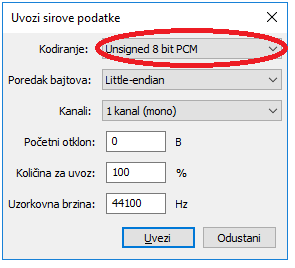 Uvozi sirove podatke
Kodiranje: Unsigned 8 bit PCM
Poredak bajtova: Little-endian
Kanali: 1 kanal (mono)
Početni otklon: 0 B
Količina za uvoz: 100 %
Uzorkovna brzina: 44100 Hz
Uvezi Odustani